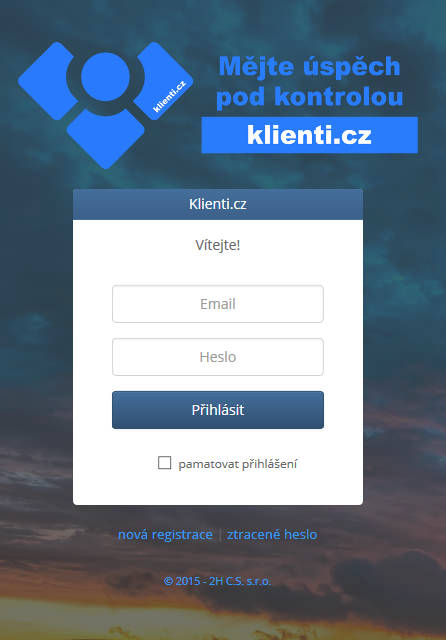 klienti.cz
Mějte úspěch
pod kontrolou
klienti.cz
Klienti.cz
Vítejte!
Email
Heslo
Přihlásit
pamatovat přihlášení
nová registrace | ztracené heslo
© 2015 - 2H C.S. s.r.o.